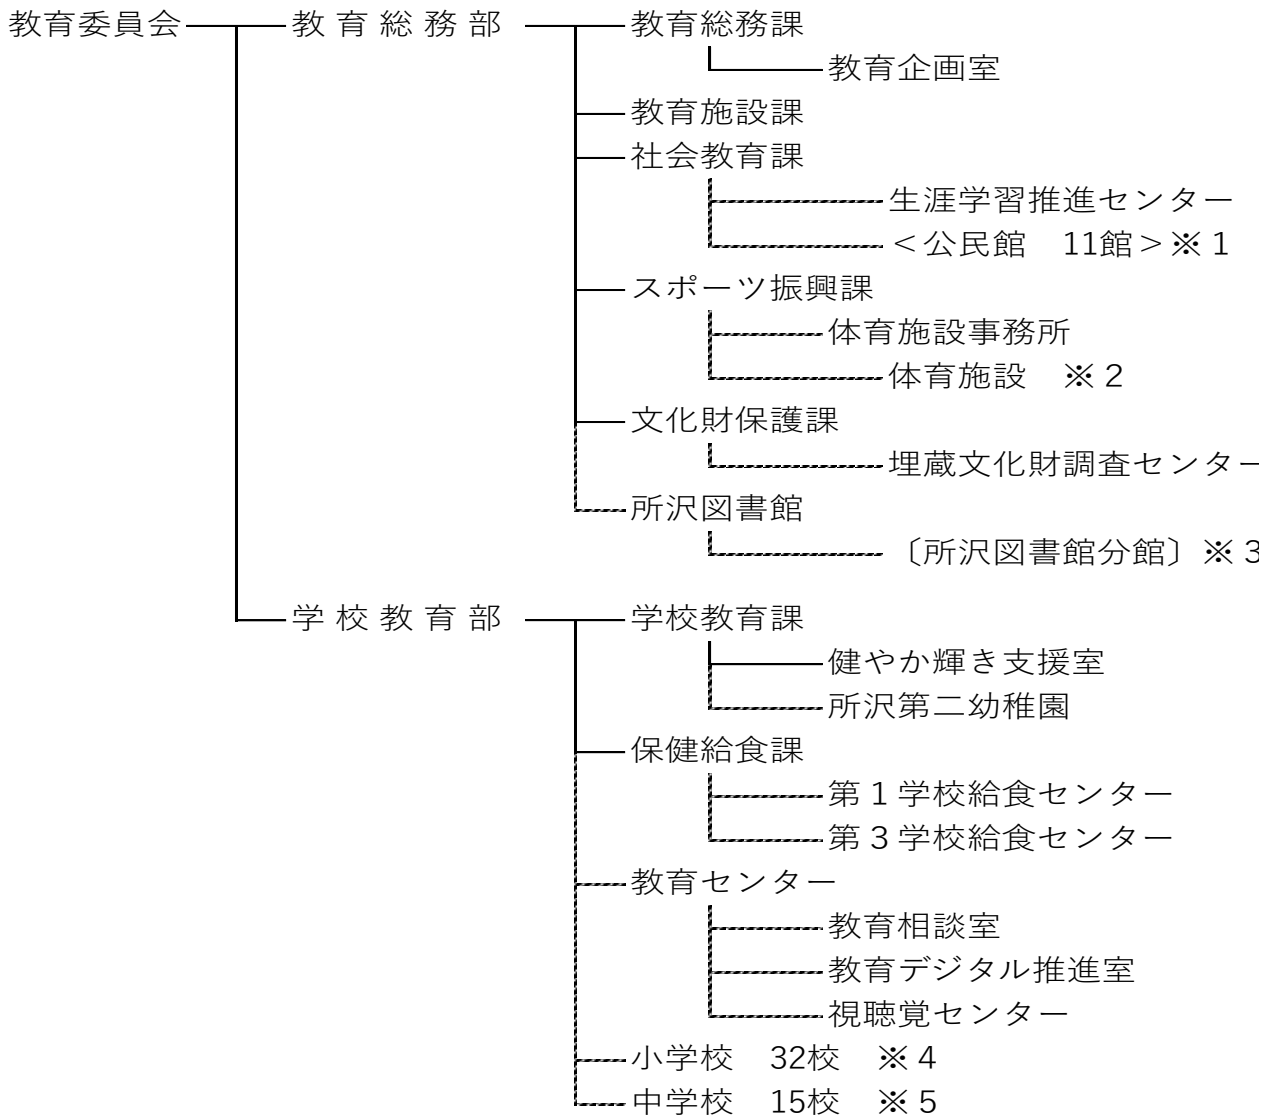 教育委員会 教育総務部 教育総務課
教育企画室
教育施設課
社会教育課
生涯学習推進センター
＜公民館　11館＞※１
スポーツ振興課
体育施設事務所
体育施設　※２
文化財保護課
埋蔵文化財調査センター
所沢図書館
〔所沢図書館分館〕※３
学校教育部 学校教育課
健やか輝き支援室
所沢第二幼稚園
保健給食課
第１学校給食センター
第３学校給食センター
教育センター
教育相談室
教育デジタル推進室
視聴覚センター
小学校　32校　※４
中学校　15校　※５